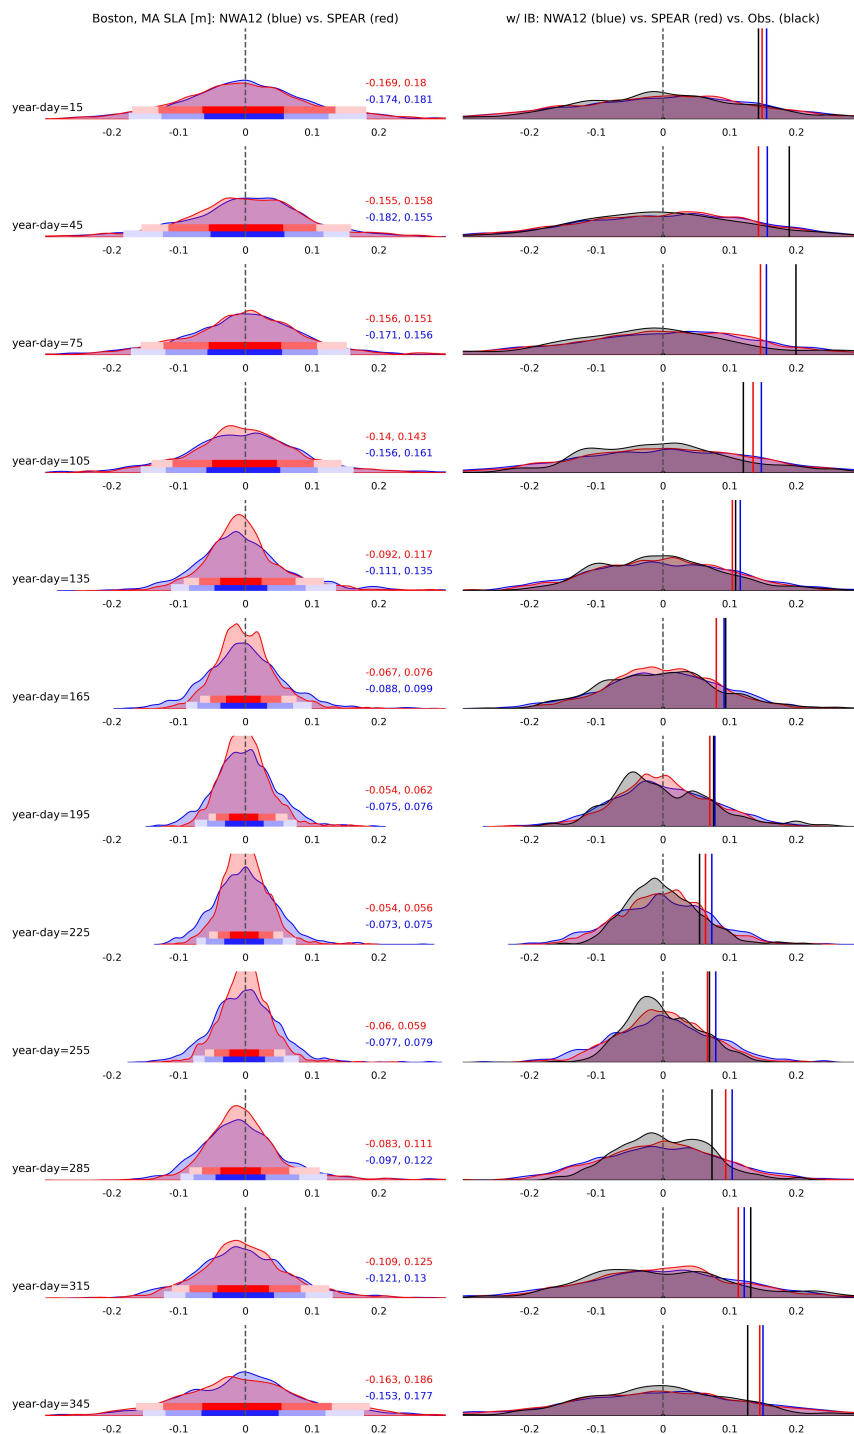 Boston, MA SLA [m]: NWA12 (blue) vs. SPEAR (red)
w/ IB: NWA12 (blue) vs. SPEAR (red) vs. Obs. (black)
year-day=15
-0.169, 0.18
-0.174, 0.181
-0.2 -0.1 0 0.1 0.2
-0.2 -0.1 0 0.1 0.2
year-day=45
-0.155, 0.158
-0.182, 0.155
-0.2 -0.1 0 0.1 0.2
-0.2 -0.1 0 0.1 0.2
year-day=75
-0.156, 0.151
-0.171, 0.156
-0.2 -0.1 0 0.1 0.2
-0.2 -0.1 0 0.1 0.2
year-day=105
-0.14, 0.143
-0.156, 0.161
-0.2 -0.1 0 0.1 0.2
-0.2 -0.1 0 0.1 0.2
year-day=135
-0.092, 0.117
-0.111, 0.135
-0.2 -0.1 0 0.1 0.2
-0.2 -0.1 0 0.1 0.2
year-day=165
-0.067, 0.076
-0.088, 0.099
-0.2 -0.1 0 0.1 0.2
-0.2 -0.1 0 0.1 0.2
year-day=195
-0.054, 0.062
-0.075, 0.076
-0.2 -0.1 0 0.1 0.2
-0.2 -0.1 0 0.1 0.2
year-day=225
-0.054, 0.056
-0.073, 0.075
-0.2 -0.1 0 0.1 0.2
-0.2 -0.1 0 0.1 0.2
year-day=255
-0.06, 0.059
-0.077, 0.079
-0.2 -0.1 0 0.1 0.2
-0.2 -0.1 0 0.1 0.2
year-day=285
-0.083, 0.111
-0.097, 0.122
-0.2 -0.1 0 0.1 0.2
-0.2 -0.1 0 0.1 0.2
year-day=315
-0.109, 0.125
-0.121, 0.13
-0.2 -0.1 0 0.1 0.2
-0.2 -0.1 0 0.1 0.2
year-day=345
-0.163, 0.186
-0.153, 0.177
-0.2 -0.1 0 0.1 0.2
-0.2 -0.1 0 0.1 0.2